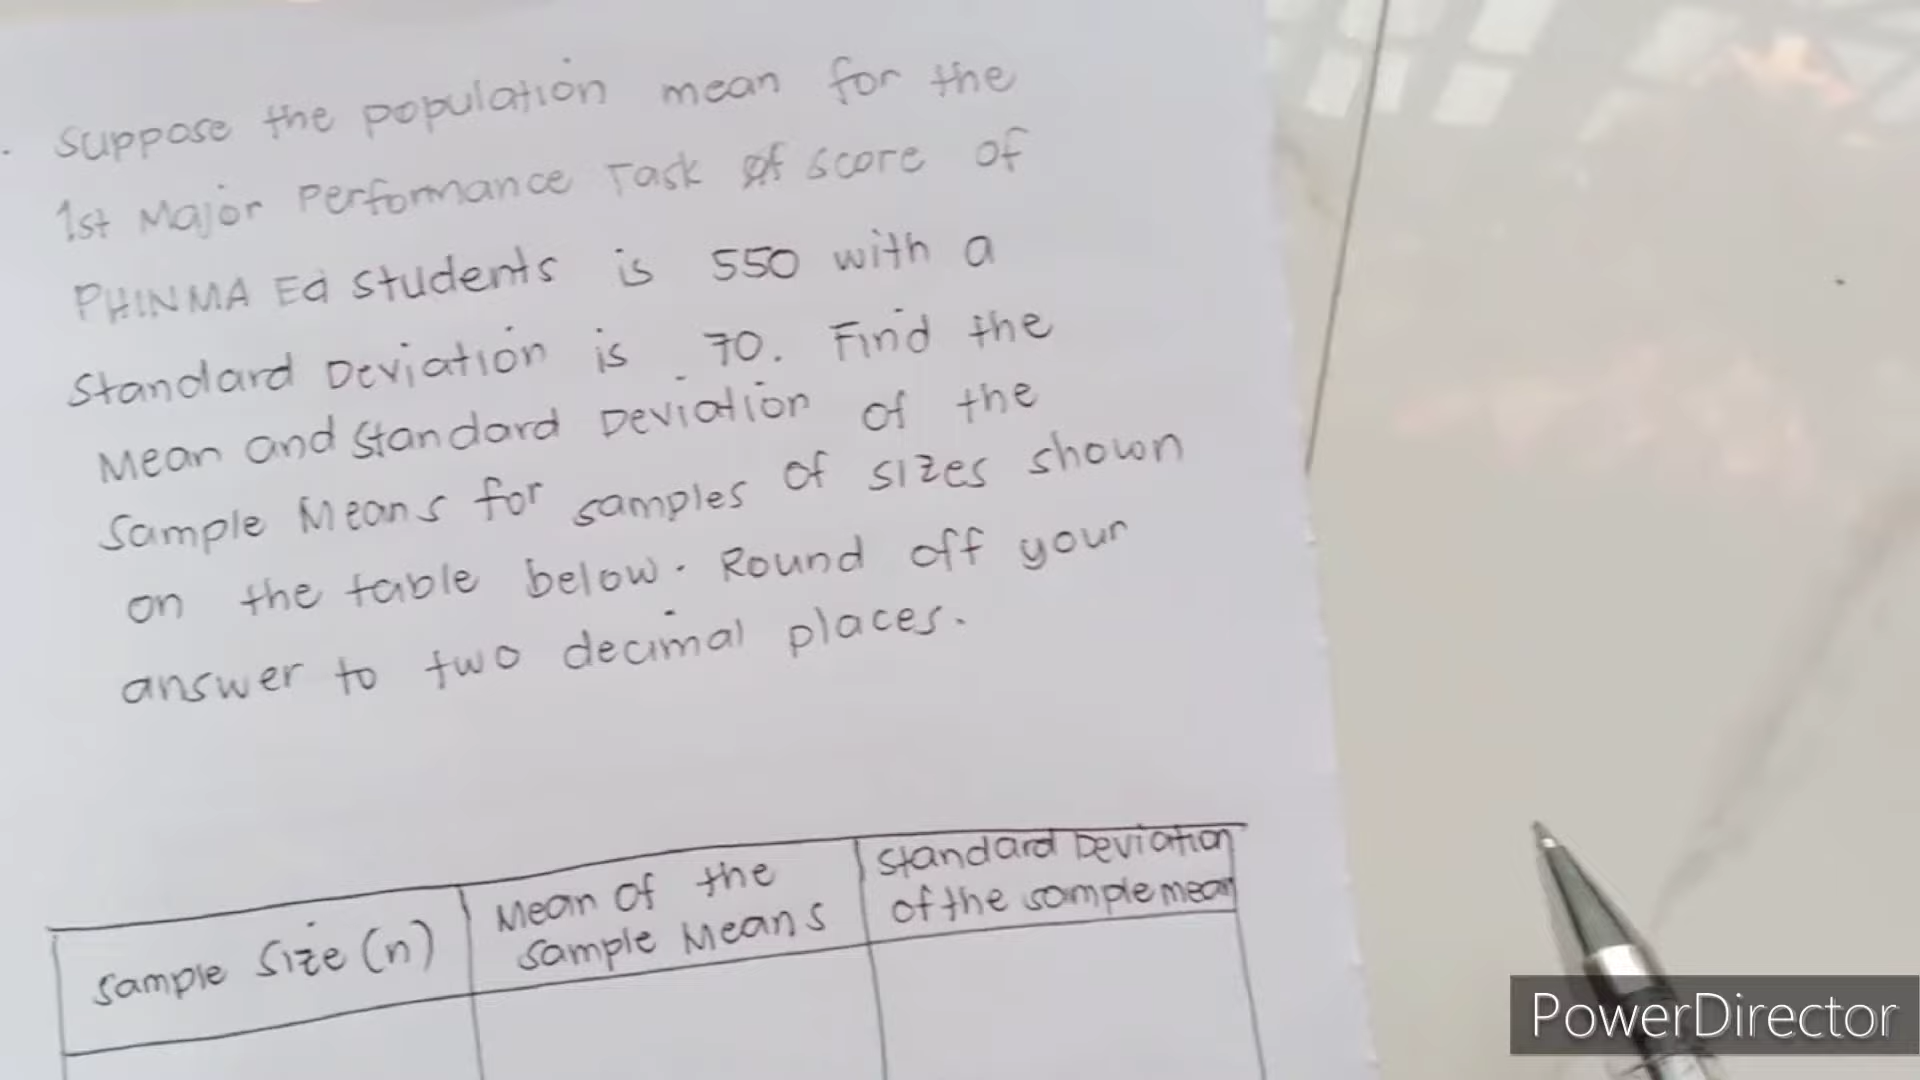 . Suppose the population mean for the
1st Major Performance Task of score of
PHINMA Ed students is 550 with a
Standard Deviation is 70. Find the
Mean and Standard Deviation of the
Sample Means for samples of sizes shown
on the table below. Round off your
answer to two decimal places.
Sample Size (n)
Mean of the
Sample Means
Standard Deviation
of the sample mean
PowerDirector